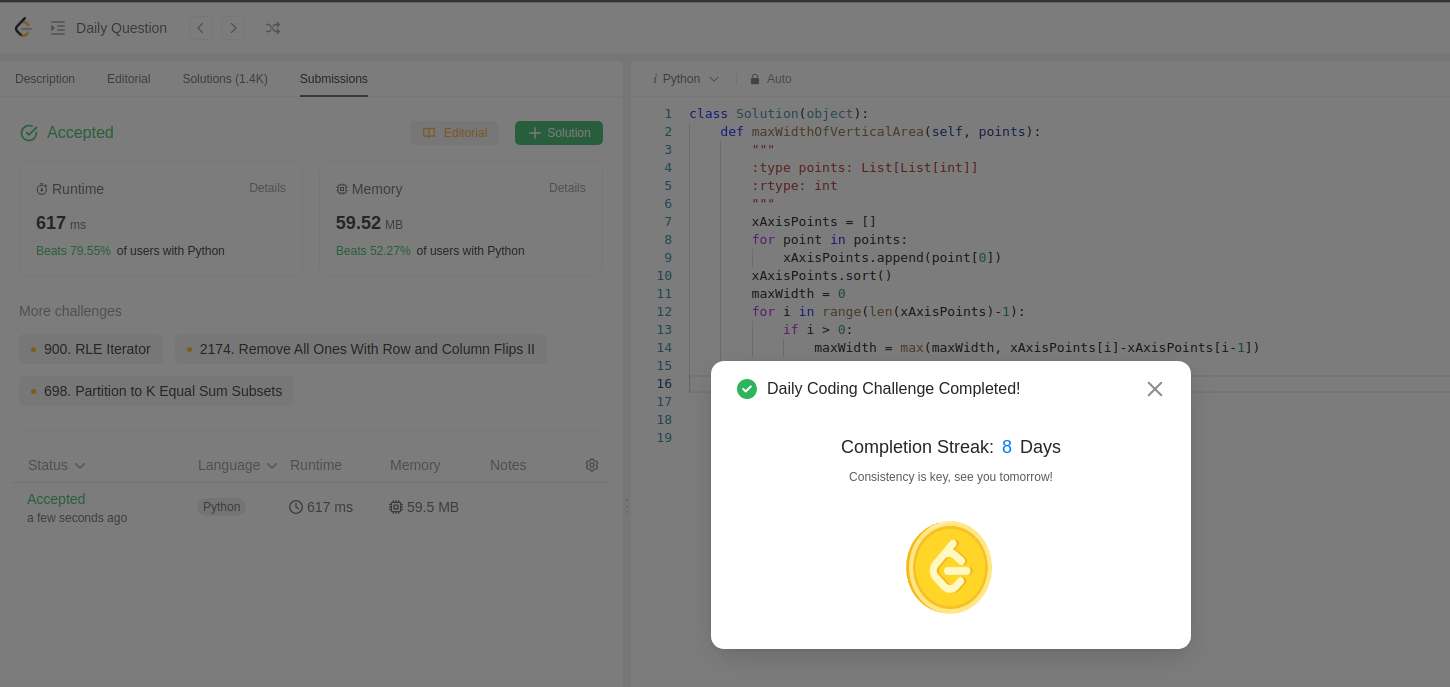 Daily Question
Description Editorial Solutions (1.4K) Submissions
Accepted Editorial Solution
Runtime Details Memory Details
617 ms 59.52 MB
Beats 79.55% of users with Python Beats 52.27% of users with Python
More challenges
900. RLE Iterator 2174. Remove All Ones With Row and Column Flips II
698. Partition to K Equal Sum Subsets
Status Language Runtime Memory Notes
Accepted
a few seconds ago Python 617 ms 59.5 MB
i Python Auto
1 class Solution(object):
2 def maxWidthOfVerticalArea(self, points):
3 """
4 :type points: List[List[int]]
5 :rtype: int
6 """
7 xAxisPoints = []
8 for point in points:
9 xAxisPoints.append(point[0])
10 xAxisPoints.sort()
11 maxWidth = 0
12 for i in range(len(xAxisPoints)-1):
13 if i > 0:
14 maxWidth = max(maxWidth, xAxisPoints[i]-xAxisPoints[i-1])
15
16
17
18
19
Daily Coding Challenge Completed!
Completion Streak: 8 Days
Consistency is key, see you tomorrow!